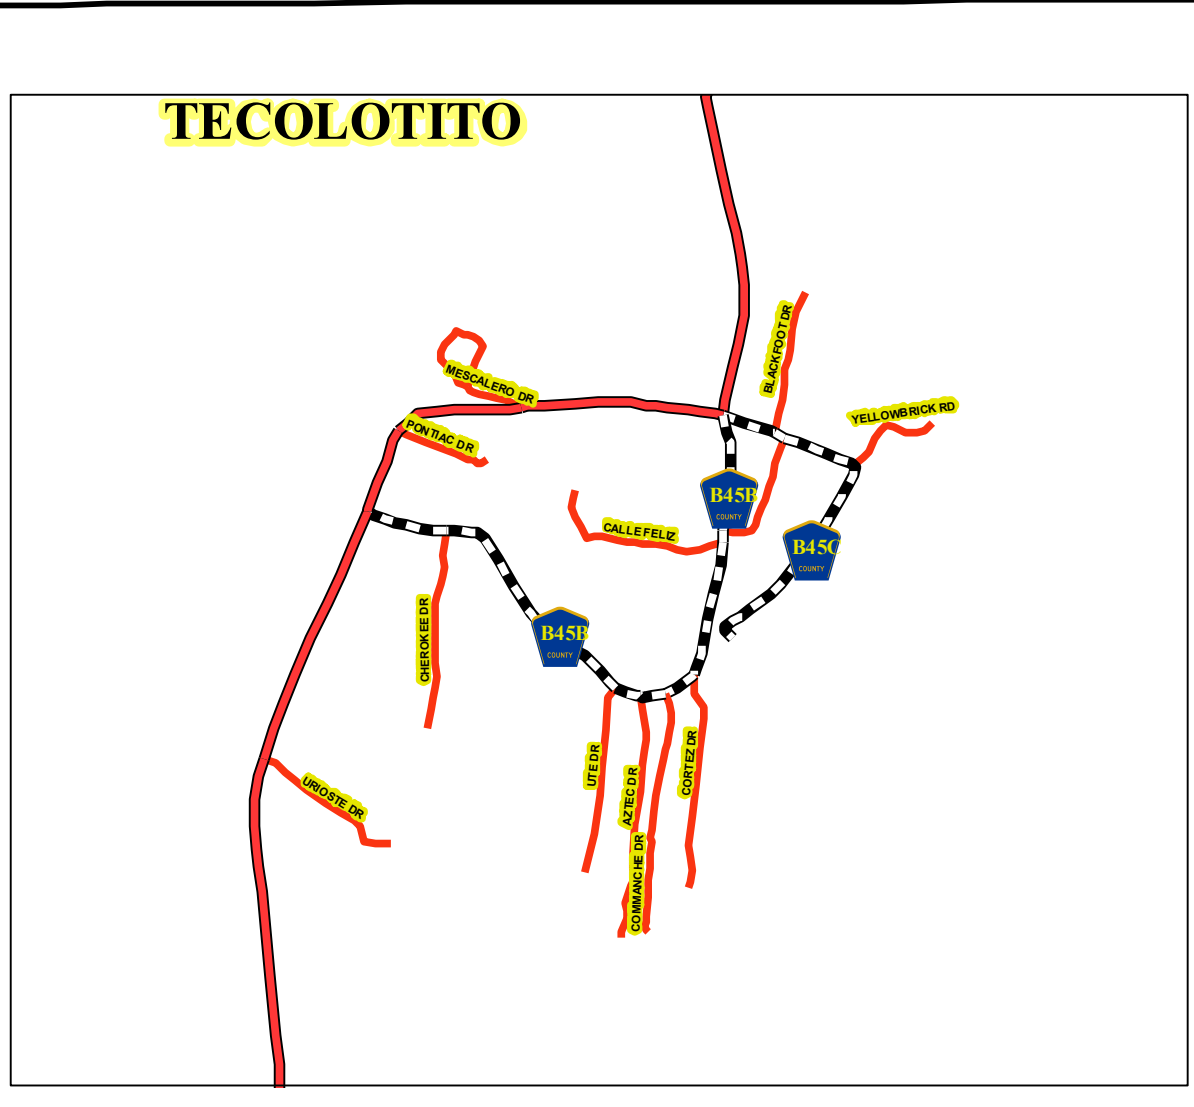 TECOLOTITO
BLACKFOOT DR
MESCALERO DR
YELLOWBRICK RD
PONTIAC DR
B45B
COUNTY
CALLE FELIZ
B45C
COUNTY
CHEROKEE DR
B45B
COUNTY
UTE DR
AZTEC DR
CORTEZ DR
URIOSTE DR
COMMANCHE DR